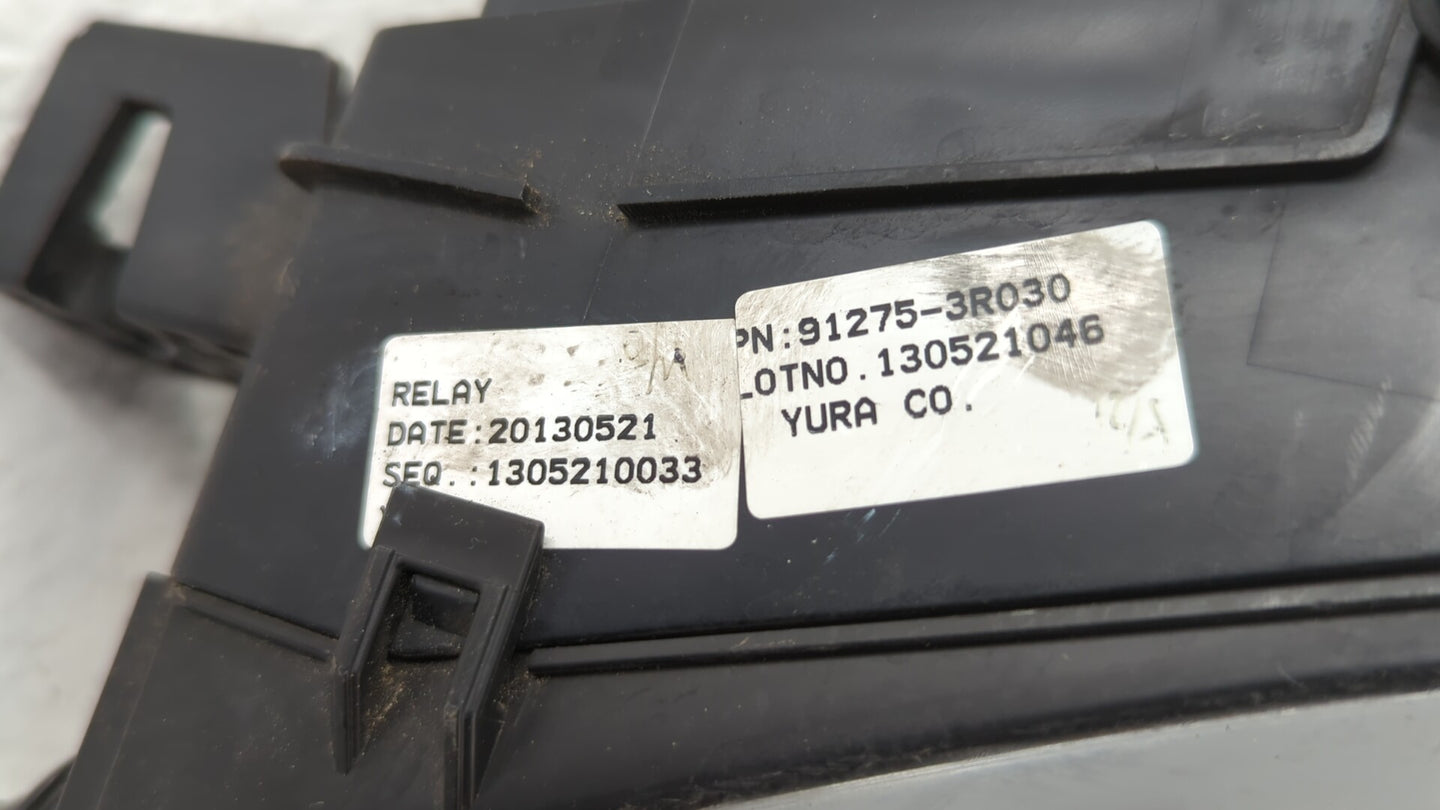 RELAY
DATE:20130521
SEQ.:1305210033
PN:91275-3R030
LOTNO.130521046
YURA CO.